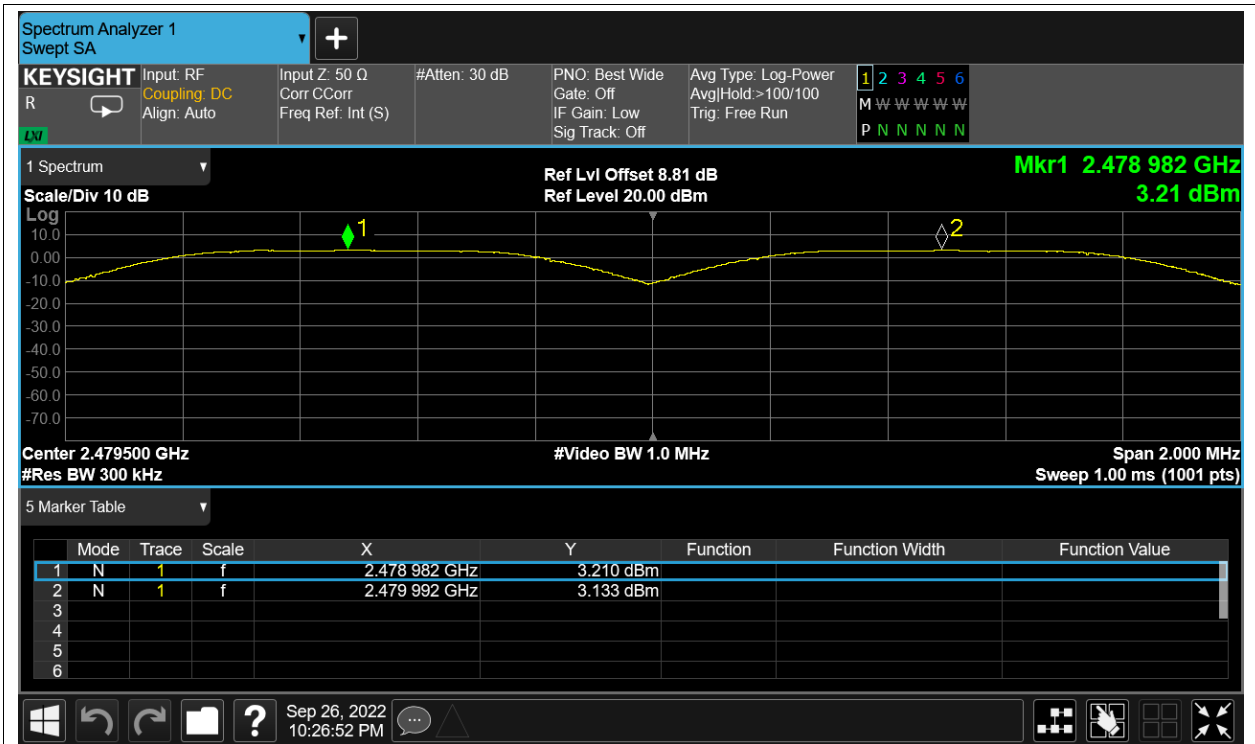 Spectrum Analyzer 1
Swept SA
KEYSIGHT
R
LXI
Input: RF
Coupling: DC
Align: Auto
Input Z: 50 Ω
Corr CCorr
Freq Ref: Int (S)
#Atten: 30 dB
PNO: Best Wide
Gate: Off
IF Gain: Low
Sig Track: Off
Avg Type: Log-Power
Avg|Hold:>100/100
Trig: Free Run
1 2 3 4 5 6
M W W W W W
P N N N N N
1 Spectrum
Scale/Div 10 dB
Ref Lvl Offset 8.81 dB
Ref Level 20.00 dBm
Mkr1 2.478 982 GHz
3.21 dBm
Log
10.0
0.00
-10.0
-20.0
-30.0
-40.0
-50.0
-60.0
-70.0
1
2
Center 2.479500 GHz
#Res BW 300 kHz
#Video BW 1.0 MHz
Span 2.000 MHz
Sweep 1.00 ms (1001 pts)
5 Marker Table
Mode Trace Scale X Y Function Function Width Function Value
1 N 1 f 2.478 982 GHz 3.210 dBm
2 N 1 f 2.479 992 GHz 3.133 dBm
3
4
5
6
?
Sep 26, 2022
10:26:52 PM